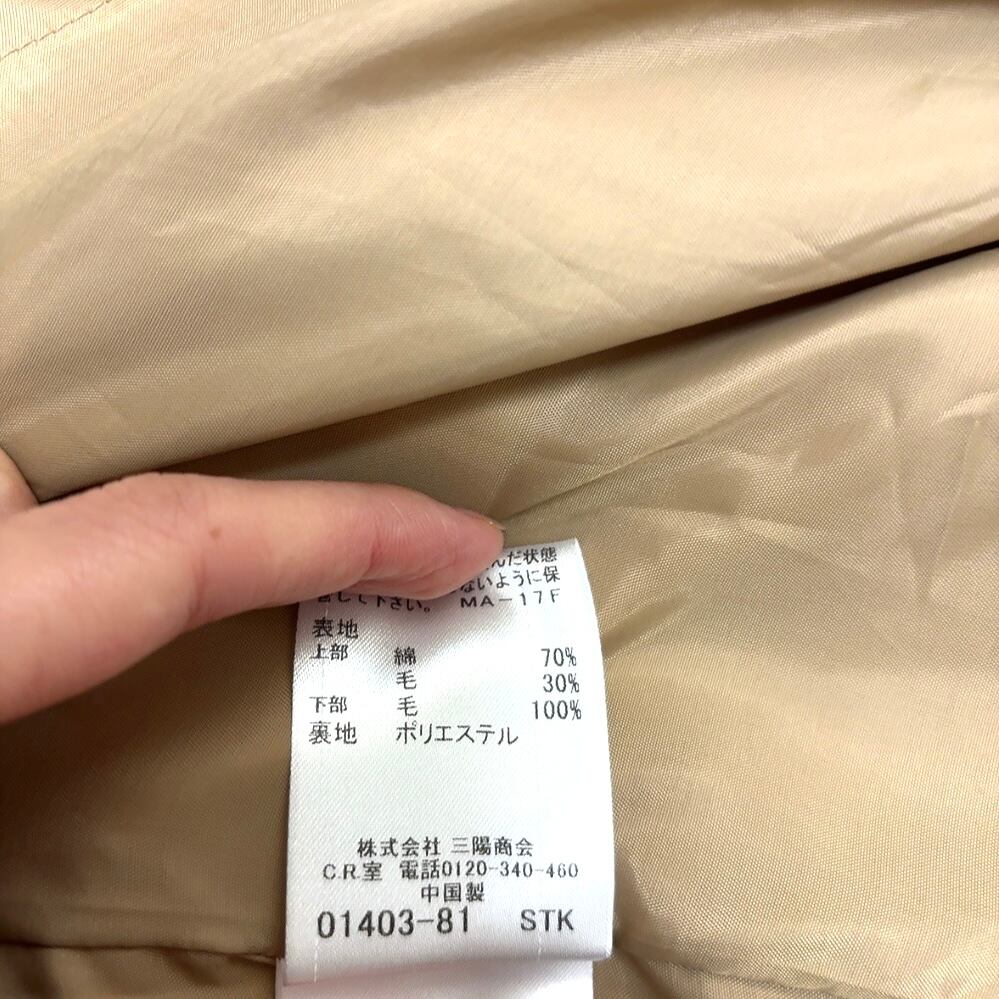 んだ状態
ないように保
管して下さい。 MA-17F
表地
上部 綿 70%
毛 30%
下部 毛 100%
裏地 ポリエステル
株式会社 三陽商会
C.R.室 電話0120-340-460
中国製
01403-81 STK